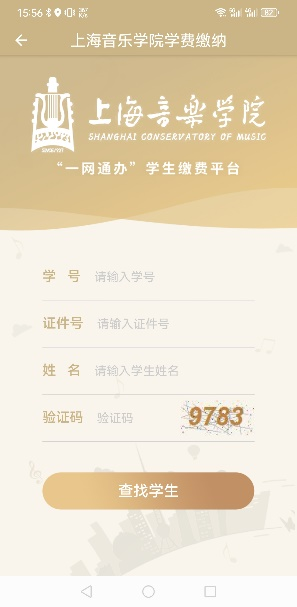 15:56
82
上海音乐学院学费缴纳
上海音楽学院
SHANGHAI CONSERVATORY OF MUSIC
“一网通办”学生缴费平台
学 号 请输入学号
证件号 请输入证件号
姓 名 请输入学生姓名
验证码 验证码 9783
查找学生